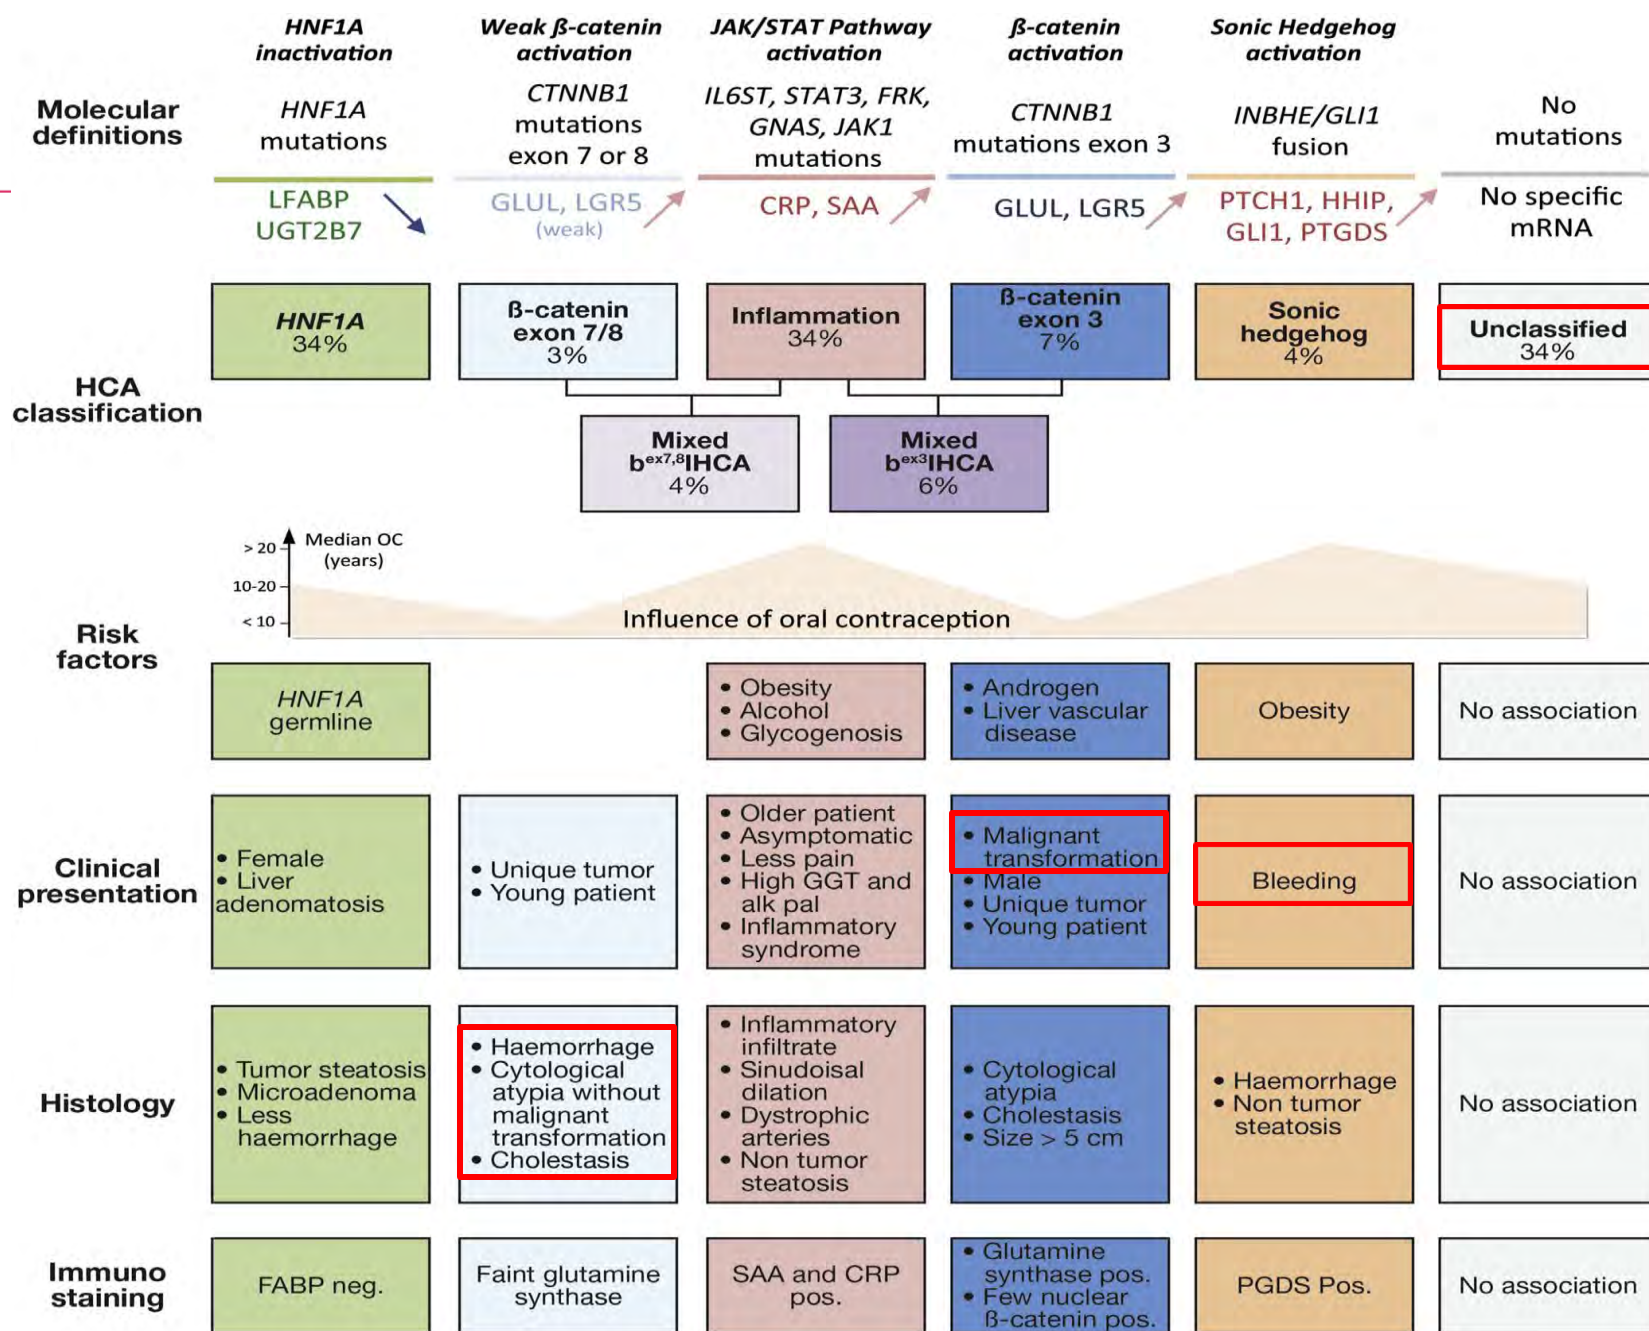 HNF1A
inactivation
Weak ß-catenin
activation
JAK/STAT Pathway
activation
ß-catenin
activation
Sonic Hedgehog
activation
Molecular
definitions
HNF1A
mutations
CTNNB1
mutations
exon 7 or 8
IL6ST, STAT3, FRK,
GNAS, JAK1
mutations
CTNNB1
mutations exon 3
INBHE/GLI1
fusion
No
mutations
LFABP
UGT2B7
GLUL, LGR5
(weak)
CRP, SAA
GLUL, LGR5
PTCH1, HHIP,
GLI1, PTGDS
No specific
mRNA
HCA
classification
HNF1A
34%
ß-catenin
exon 7/8
3%
Inflammation
34%
ß-catenin
exon 3
7%
Sonic
hedgehog
4%
Unclassified
34%
Mixed
bex7,8IHCA
4%
Mixed
bex3IHCA
6%
Risk
factors
> 20
10-20
< 10
Median OC
(years)
Influence of oral contraception
HNF1A
germline
• Obesity
• Alcohol
• Glycogenosis
• Androgen
• Liver vascular
disease
Obesity
No association
Clinical
presentation
• Female
• Liver
adenomatosis
• Unique tumor
• Young patient
• Older patient
• Asymptomatic
• Less pain
• High GGT and
alk pal
• Inflammatory
syndrome
• Malignant
transformation
• Male
• Unique tumor
• Young patient
Bleeding
No association
Histology
• Tumor steatosis
• Microadenoma
• Less
haemorrhage
• Haemorrhage
• Cytological
atypia without
malignant
transformation
• Cholestasis
• Inflammatory
infiltrate
• Sinudoisal
dilation
• Dystrophic
arteries
• Non tumor
steatosis
• Cytological
atypia
• Cholestasis
• Size > 5 cm
• Haemorrhage
• Non tumor
steatosis
No association
Immuno
staining
FABP neg.
Faint glutamine
synthase
SAA and CRP
pos.
• Glutamine
synthase pos.
• Few nuclear
ß-catenin pos.
PGDS Pos.
No association